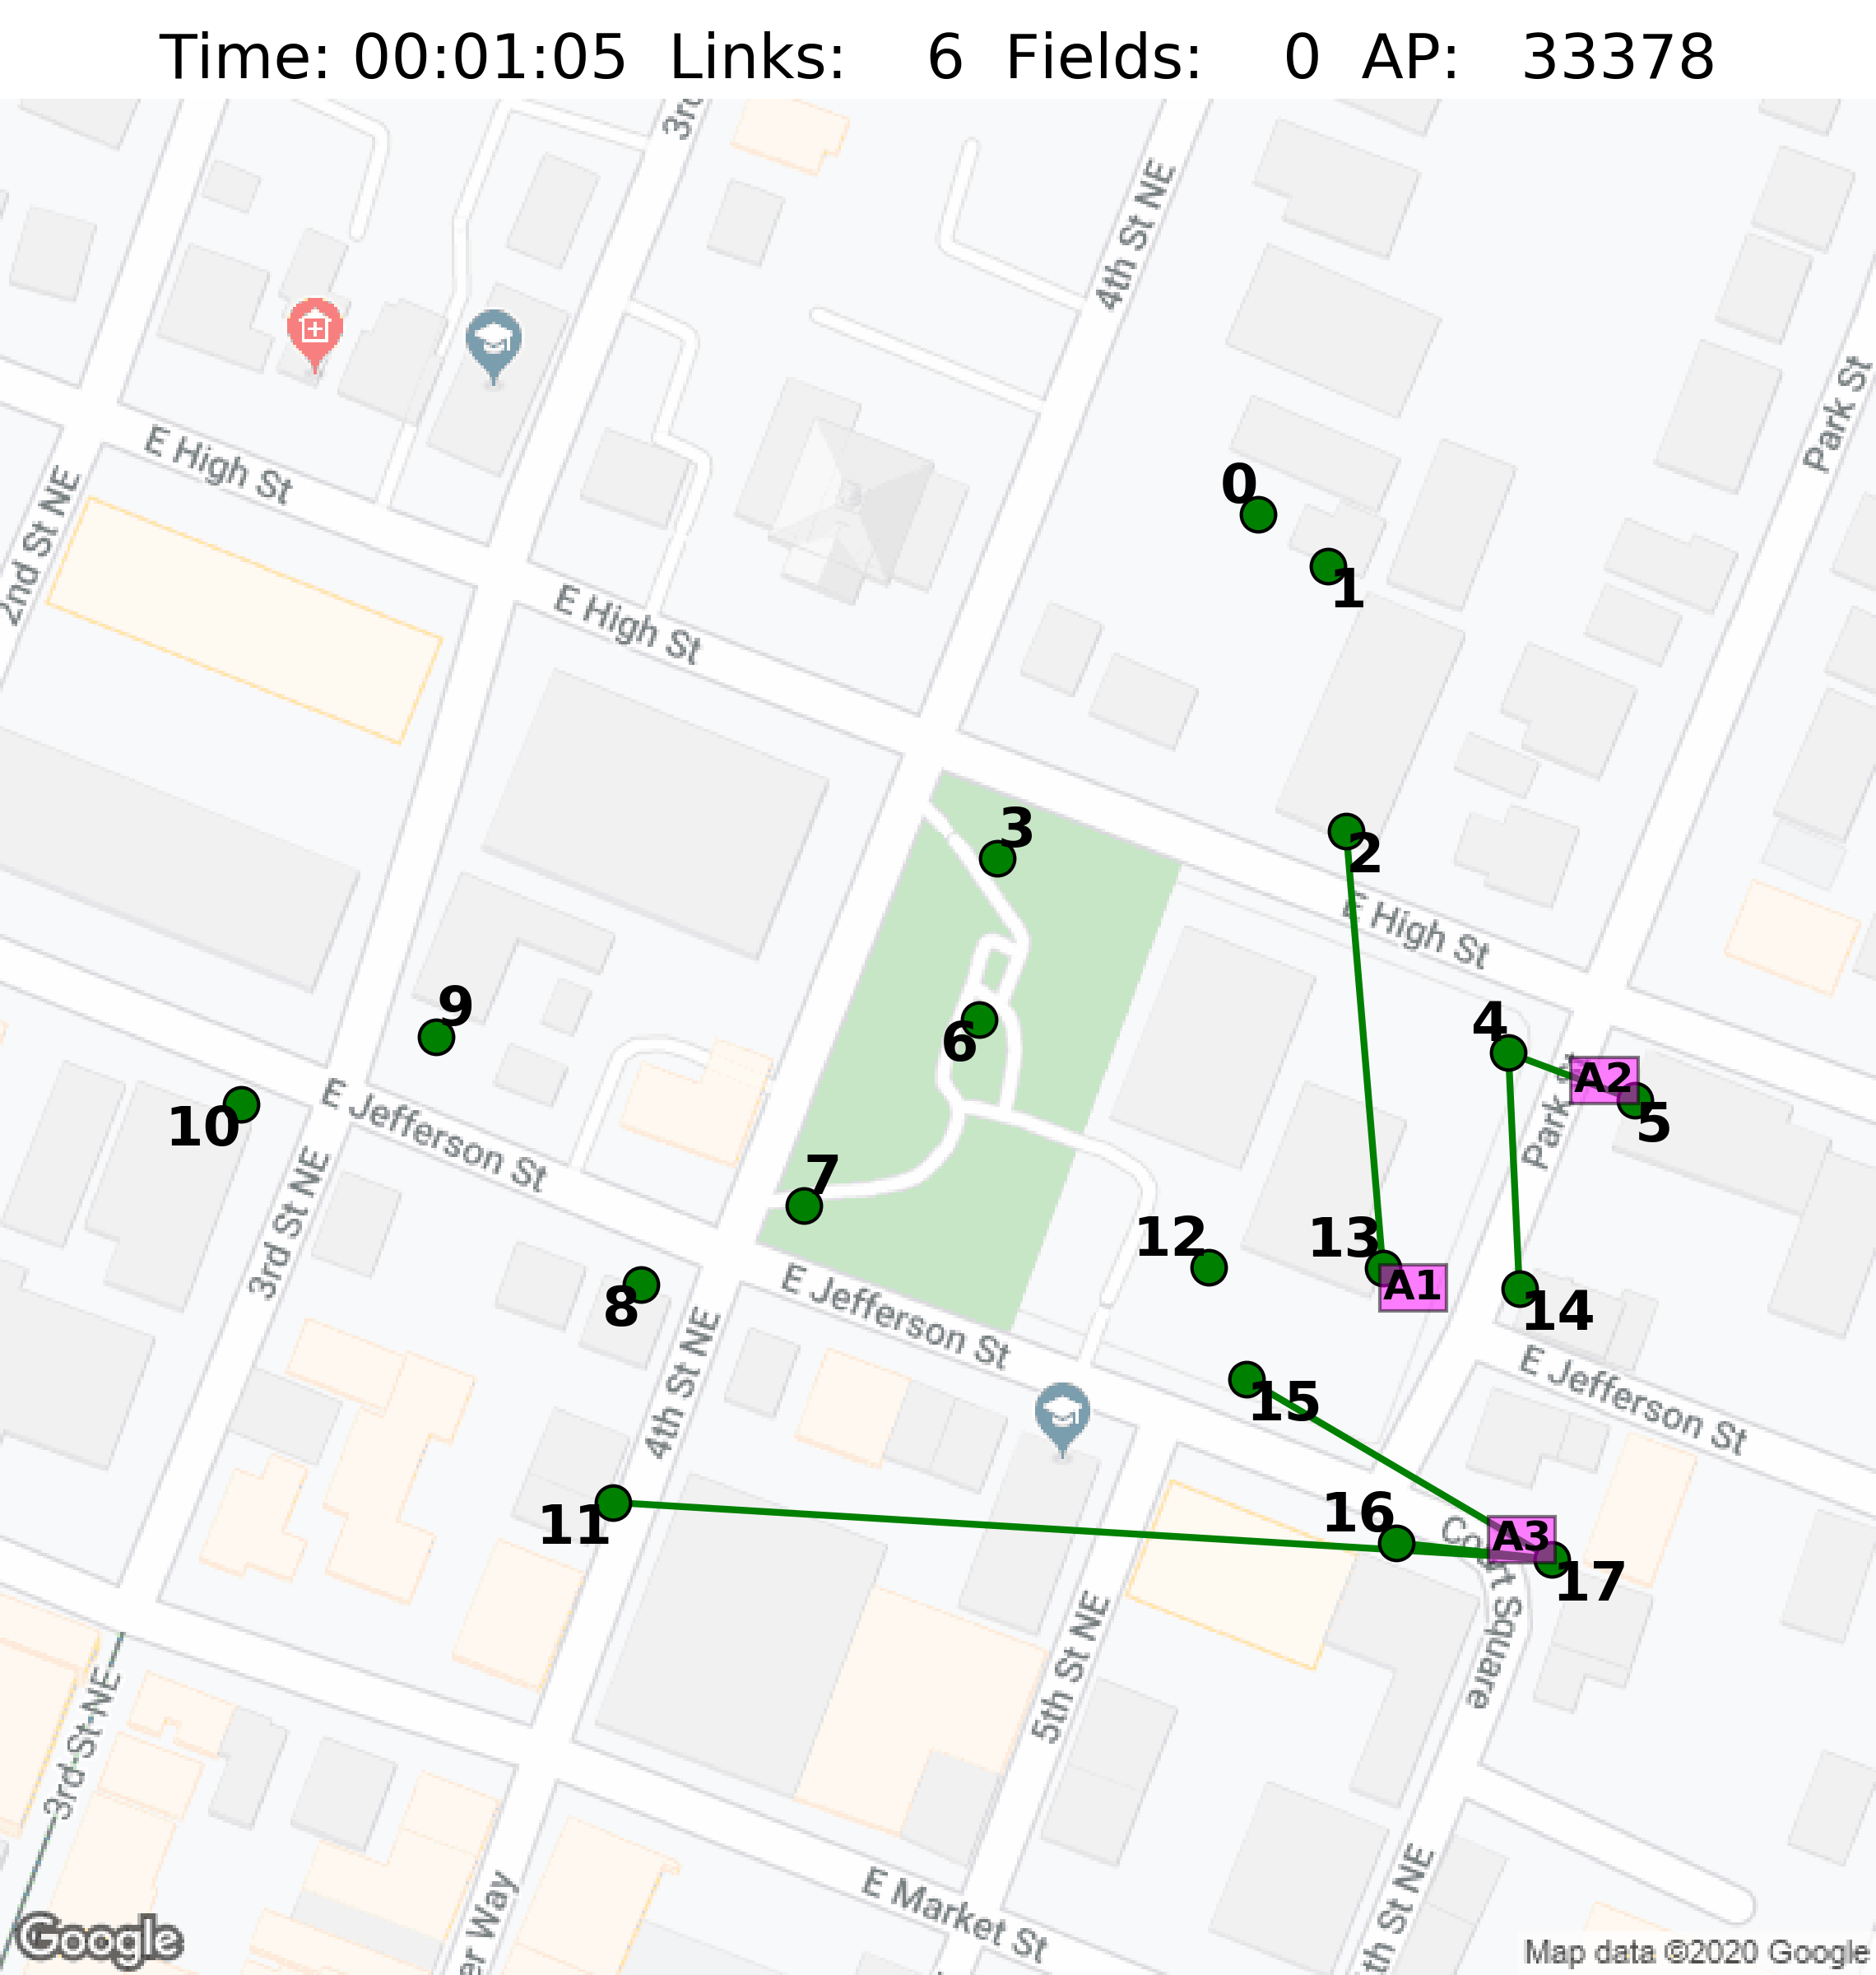 Time: 00:01:05 Links: 6 Fields: 0 AP: 33378
3rd
4th St NE
Park St
E High St
2nd St NE
0
1
E High St
3
2
E High St
9
6
4
A2
5
Park
10
E Jefferson St
7
12
13
A1
14
3rd St NE
8
E Jefferson St
E Jefferson St
4th St NE
15
11
16
A3
17
Court Square
5th St NE
3rd St NE
E Market St
er Way
th St NE
Google
Map data ©2020 Google